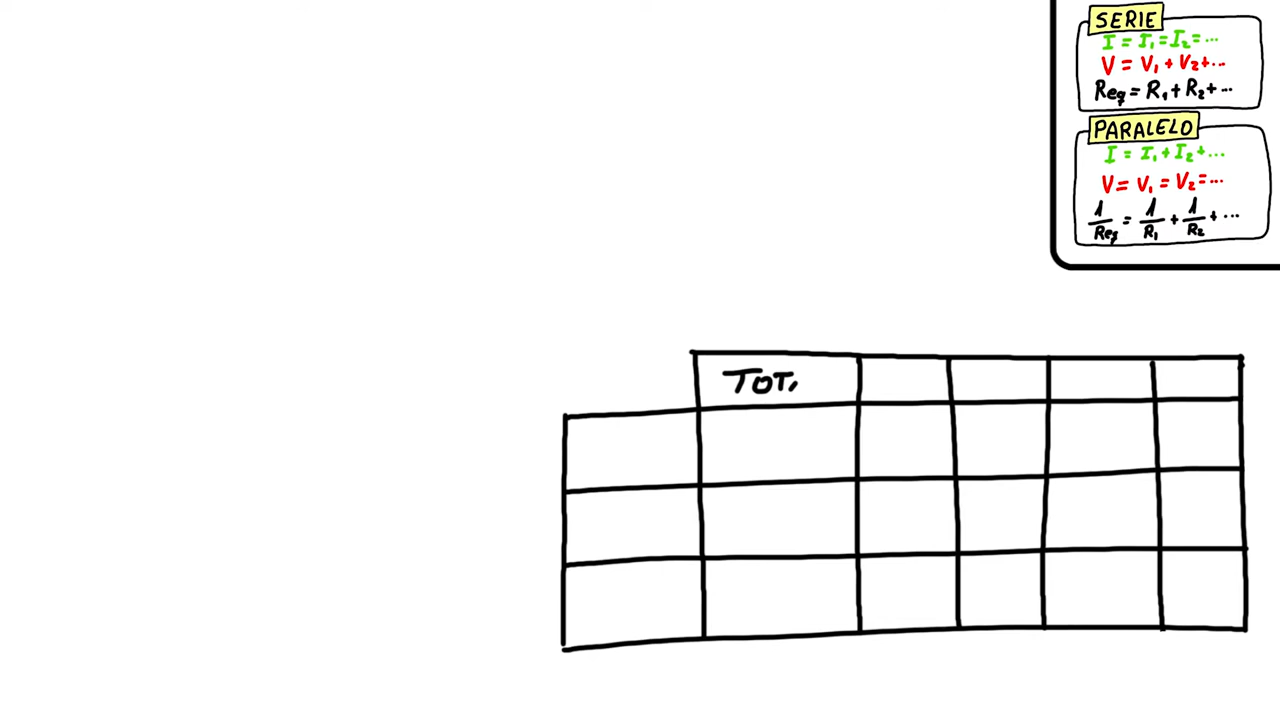 SERIE
I = I₁ = I₂ = ...
V = V₁ + V₂ + ...
Req = R₁ + R₂ + ...
PARALELO
I = I₁ + I₂ + ...
V = V₁ = V₂ = ...
1/Req = 1/R₁ + 1/R₂ + ...
TOT.